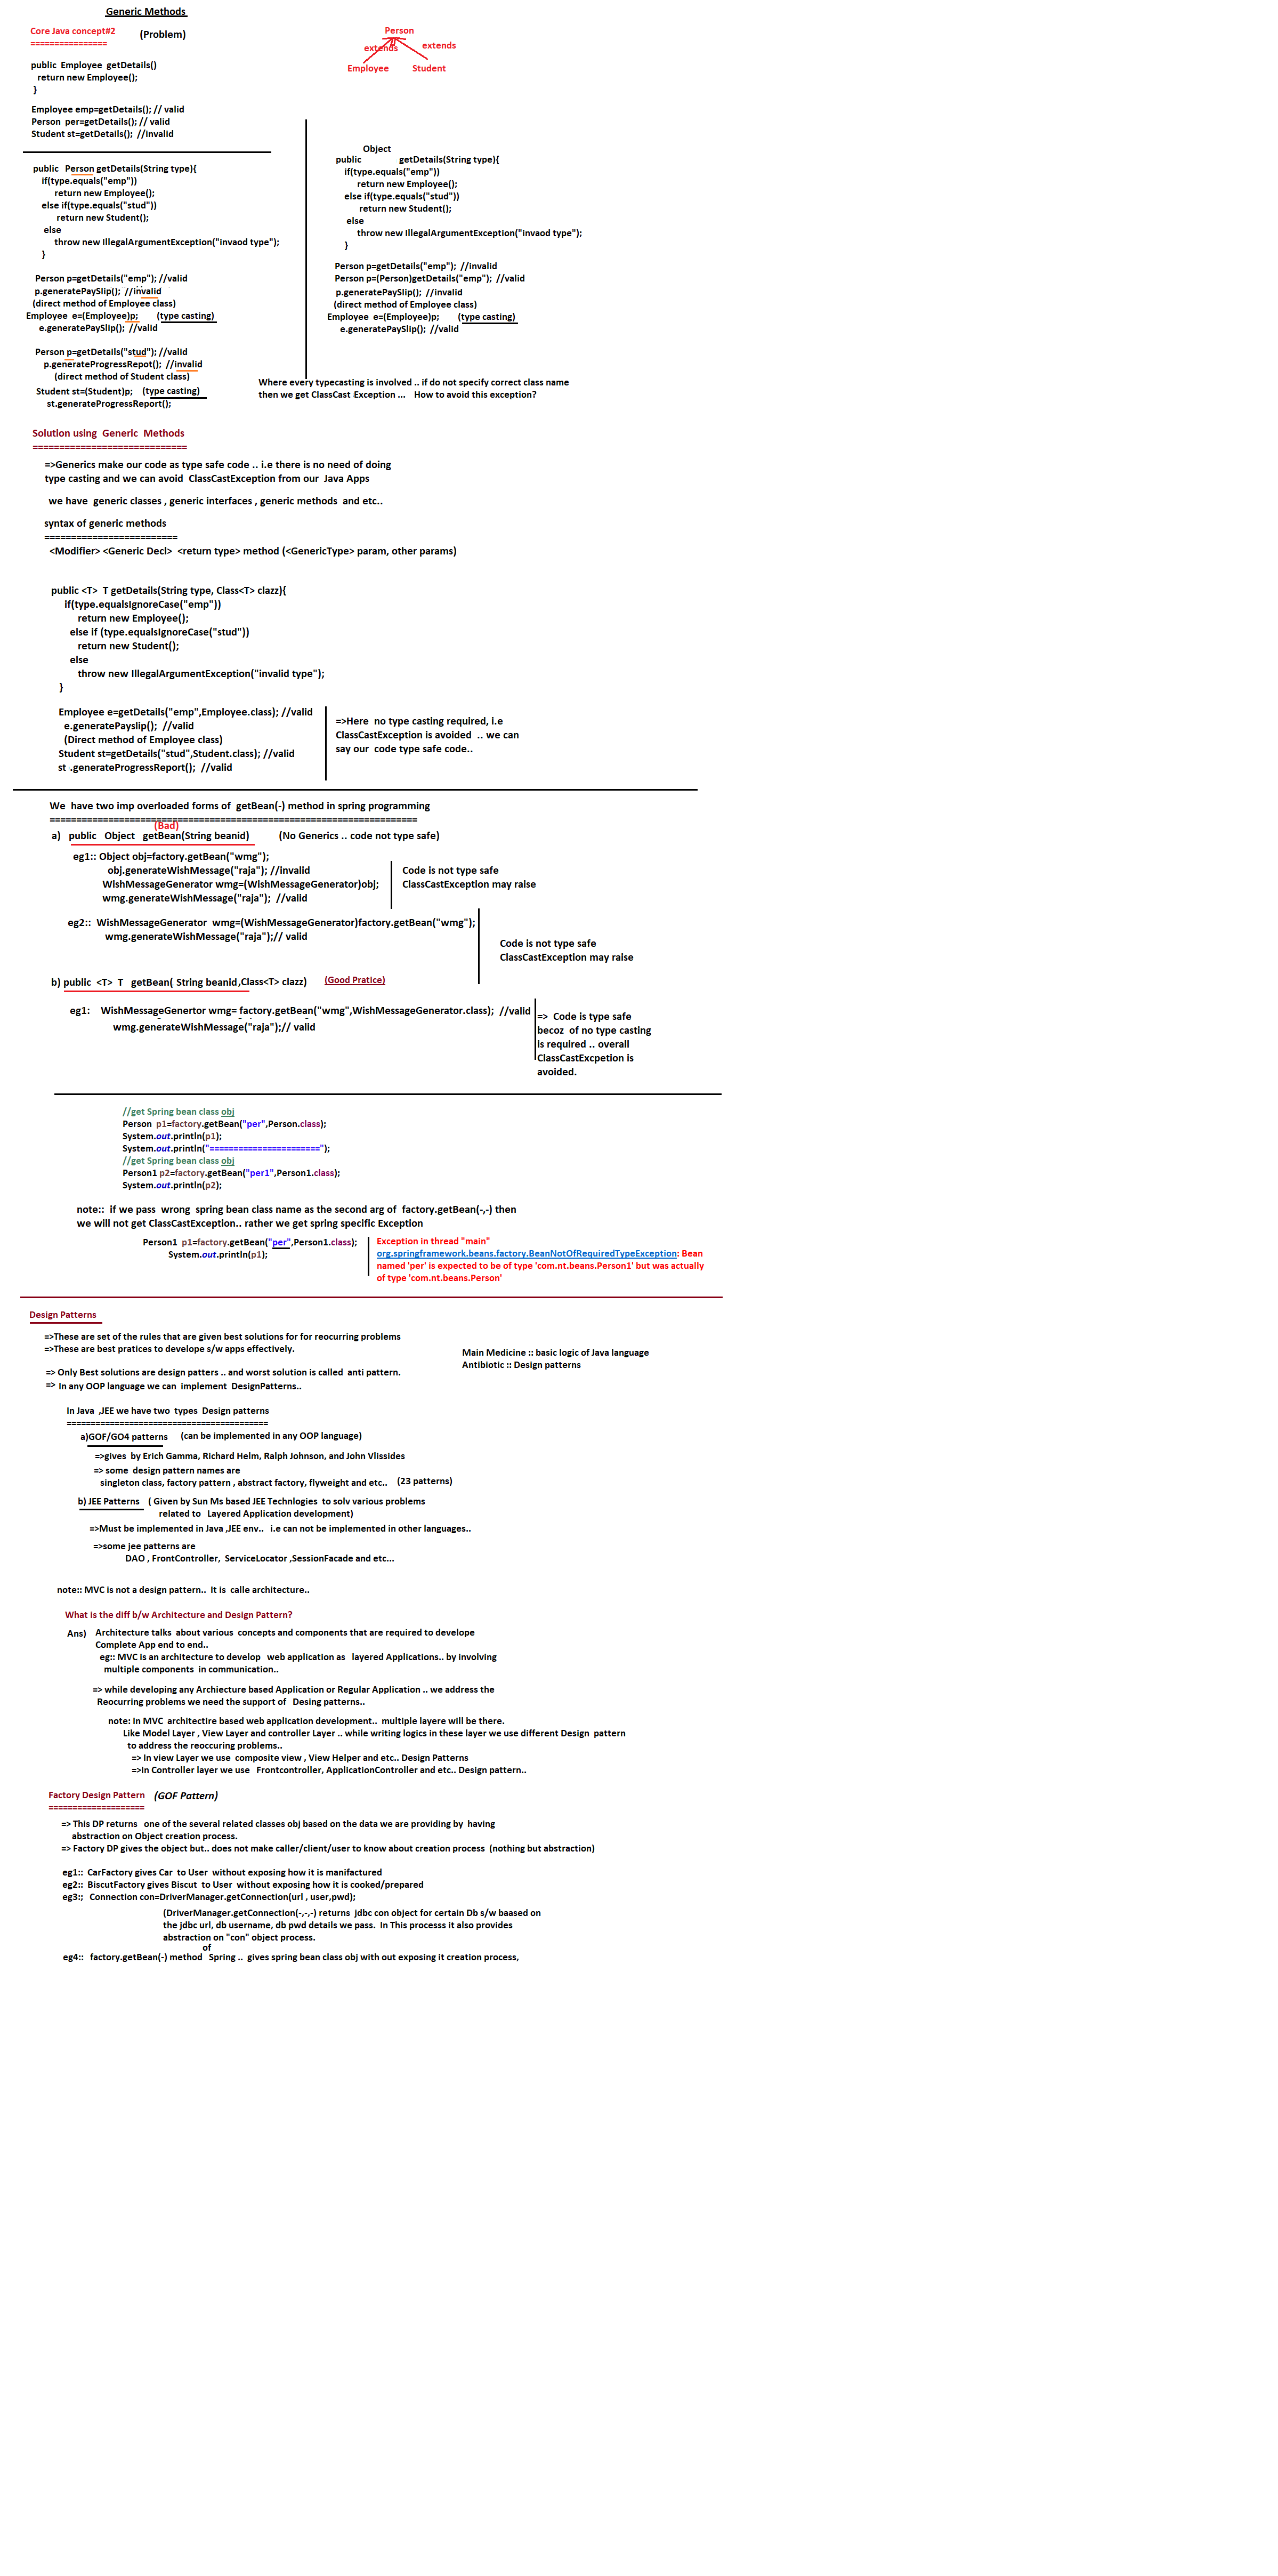 Generic Methods
Core Java concept#2
================
(Problem)
public  Employee  getDetails()
return new Employee();
}
Employee emp=getDetails(); // valid
Person  per=getDetails(); // valid
Student st=getDetails();  //invalid
Person
extends
extends
Employee
Student
public   Person getDetails(String type){
if(type.equals("emp"))
return new Employee();
else if(type.equals("stud"))
return new Student();
else
throw new IllegalArgumentException("invaod type");
}
Person p=getDetails("emp"); //valid
p.generatePaySlip();  //invalid
(direct method of Employee class)
Employee  e=(Employee)p;
(type casting)
e.generatePaySlip();  //valid
Person p=getDetails("stud"); //valid
p.generateProgressRepot();  //invalid
(direct method of Student class)
Student st=(Student)p;
(type casting)
st.generateProgressReport();
Object
public
getDetails(String type){
if(type.equals("emp"))
return new Employee();
else if(type.equals("stud"))
return new Student();
else
throw new IllegalArgumentException("invaod type");
}
Person p=getDetails("emp");  //invalid
Person p=(Person)getDetails("emp");  //valid
p.generatePaySlip();  //invalid
(direct method of Employee class)
Employee  e=(Employee)p;
(type casting)
e.generatePaySlip();  //valid
Where every typecasting is involved .. if do not specify correct class name
then we get ClassCast Exception ...   How to avoid this exception?
Solution using  Generic  Methods
=============================
=>Generics make our code as type safe code .. i.e there is no need of doing
type casting and we can avoid  ClassCastException from our  Java Apps
we have  generic classes , generic interfaces , generic methods  and etc..
syntax of generic methods
=========================
<Modifier> <Generic Decl>  <return type> method (<GenericType> param, other params)
public <T>  T getDetails(String type, Class<T> clazz){
if(type.equalsIgnoreCase("emp"))
return new Employee();
else if (type.equalsIgnoreCase("stud"))
return new Student();
else
throw new IllegalArgumentException("invalid type");
}
Employee e=getDetails("emp",Employee.class); //valid
e.generatePayslip();  //valid
(Direct method of Employee class)
Student st=getDetails("stud",Student.class); //valid
st .generateProgressReport();  //valid
=>Here  no type casting required, i.e
ClassCastException is avoided  .. we can
say our  code type safe code..
We  have two imp overloaded forms of  getBean(-) method in spring programming
=====================================================================
(Bad)
a)   public   Object   getBean(String beanid)
(No Generics .. code not type safe)
eg1:: Object obj=factory.getBean("wmg");
obj.generateWishMessage("raja"); //invalid
WishMessageGenerator wmg=(WishMessageGenerator)obj;
wmg.generateWishMessage("raja");  //valid
Code is not type safe
ClassCastException may raise
eg2::  WishMessageGenerator  wmg=(WishMessageGenerator)factory.getBean("wmg");
wmg.generateWishMessage("raja");// valid
Code is not type safe
ClassCastException may raise
b) public  <T>  T   getBean( String beanid,Class<T> clazz)
(Good Pratice)
eg1:    WishMessageGenertor wmg= factory.getBean("wmg",WishMessageGenerator.class);  //valid
wmg.generateWishMessage("raja");// valid
=>  Code is type safe
becoz  of no type casting
is required .. overall
ClassCastExcpetion is
avoided.
//get Spring bean class obj
Person  p1=factory.getBean("per",Person.class);
System.out.println(p1);
System.out.println("=======================");
//get Spring bean class obj
Person1 p2=factory.getBean("per1",Person1.class);
System.out.println(p2);
note::  if we pass  wrong  spring bean class name as the second arg of  factory.getBean(-,-) then
we will not get ClassCastException.. rather we get spring specific Exception
Person1  p1=factory.getBean("per",Person1.class);
System.out.println(p1);
Exception in thread "main"
org.springframework.beans.factory.BeanNotOfRequiredTypeException: Bean
named 'per' is expected to be of type 'com.nt.beans.Person1' but was actually
of type 'com.nt.beans.Person'
Design Patterns
=>These are set of the rules that are given best solutions for for reocurring problems
=>These are best pratices to develope s/w apps effectively.
Main Medicine :: basic logic of Java language
Antibiotic :: Design patterns
=> Only Best solutions are design patters .. and worst solution is called  anti pattern.
=> In any OOP language we can  implement  DesignPatterns..
In Java  ,JEE we have two  types  Design patterns
==========================================
a)GOF/GO4 patterns
(can be implemented in any OOP language)
=>gives  by Erich Gamma, Richard Helm, Ralph Johnson, and John Vlissides
=> some  design pattern names are
singleton class, factory pattern , abstract factory, flyweight and etc..
(23 patterns)
b) JEE Patterns   ( Given by Sun Ms based JEE Technlogies  to solv various problems
related to   Layered Application development)
=>Must be implemented in Java ,JEE env..   i.e can not be implemented in other languages..
=>some jee patterns are
DAO , FrontController,  ServiceLocator ,SessionFacade and etc...
note:: MVC is not a design pattern..  It is  calle architecture..
What is the diff b/w Architecture and Design Pattern?
Ans)
Architecture talks  about various  concepts and components that are required to develope
Complete App end to end..
eg:: MVC is an architecture to develop   web application as   layered Applications.. by involving
multiple components  in communication..
=> while developing any Archiecture based Application or Regular Application .. we address the
Reocurring problems we need the support of   Desing patterns..
note: In MVC  architectire based web application development..  multiple layere will be there.
Like Model Layer , View Layer and controller Layer .. while writing logics in these layer we use different Design  pattern
to address the reoccuring problems..
=> In view Layer we use  composite view , View Helper and etc.. Design Patterns
=>In Controller layer we use   Frontcontroller, ApplicationController and etc.. Design pattern..
Factory Design Pattern
(GOF Pattern)
====================
=> This DP returns   one of the several related classes obj based on the data we are providing by  having
abstraction on Object creation process.
=> Factory DP gives the object but.. does not make caller/client/user to know about creation process  (nothing but abstraction)
eg1::  CarFactory gives Car  to User  without exposing how it is manifactured
eg2::  BiscutFactory gives Biscut  to User  without exposing how it is cooked/prepared
eg3:;   Connection con=DriverManager.getConnection(url , user,pwd);
(DriverManager.getConnection(-,-,-) returns  jdbc con object for certain Db s/w baased on
the jdbc url, db username, db pwd details we pass.  In This processs it also provides
abstraction on "con" object process.
of
eg4::   factory.getBean(-) method   Spring ..  gives spring bean class obj with out exposing it creation process,